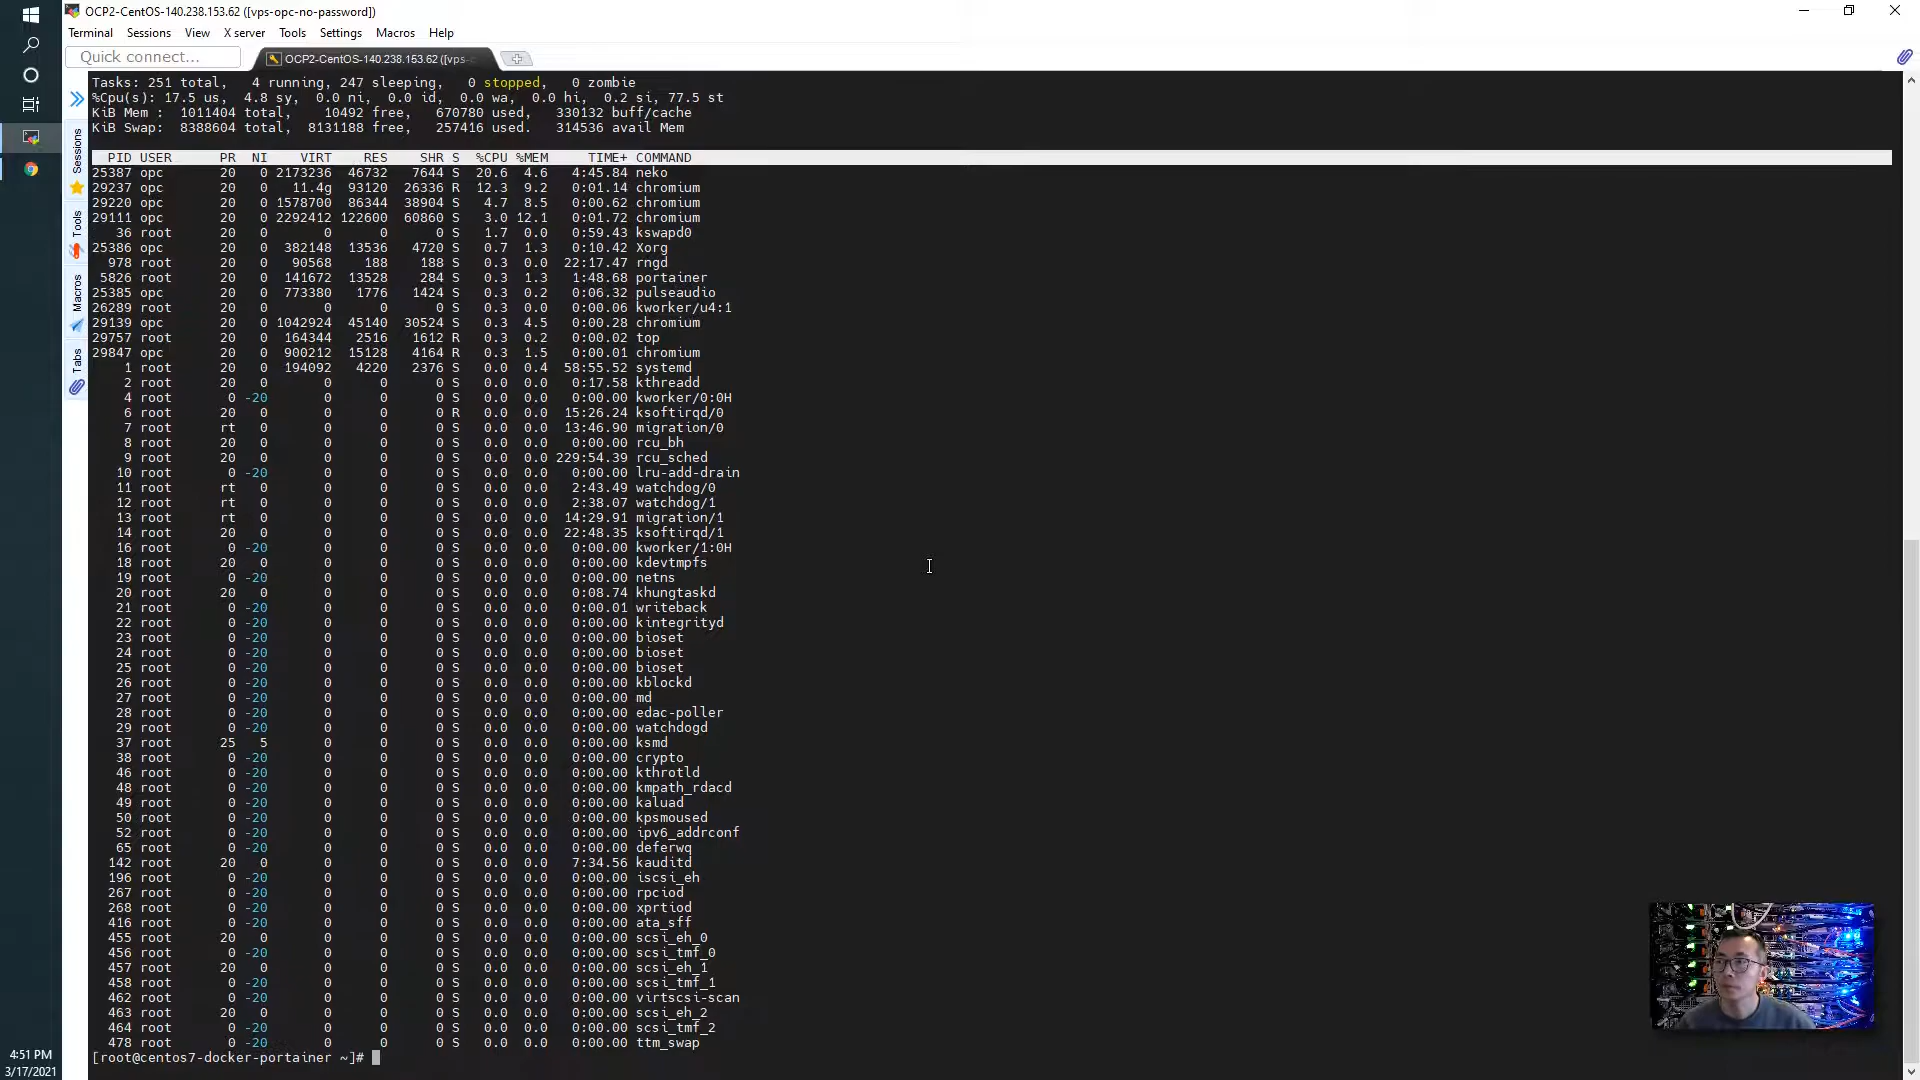 OCP2-CentOS-140.238.153.62 ([vps-opc-no-password])
Terminal Sessions View X server Tools Settings Macros Help
Quick connect... OCP2-CentOS-140.238.153.62 ([vps-
Tasks: 251 total, 4 running, 247 sleeping, 0 stopped, 0 zombie
%Cpu(s): 17.5 us, 4.8 sy, 0.0 ni, 0.0 id, 0.0 wa, 0.0 hi, 0.2 si, 77.5 st
KiB Mem : 1011404 total, 10492 free, 670780 used, 330132 buff/cache
KiB Swap: 8388604 total, 8131188 free, 257416 used. 314536 avail Mem
PID USER PR NI VIRT RES SHR S %CPU %MEM TIME+ COMMAND
25387 opc 20 0 2173236 46732 7644 S 20.6 4.6 4:45.84 neko
29237 opc 20 0 11.4g 93120 26336 R 12.3 9.2 0:01.14 chromium
29220 opc 20 0 1578700 86344 38904 S 4.7 8.5 0:00.62 chromium
29111 opc 20 0 2292412 122600 60860 S 3.0 12.1 0:01.72 chromium
36 root 20 0 0 0 0 S 1.7 0.0 0:59.43 kswapd0
25386 opc 20 0 382148 13536 4720 S 0.7 1.3 0:10.42 Xorg
978 root 20 0 90568 188 188 S 0.3 0.0 22:17.47 rngd
5826 root 20 0 141672 13528 284 S 0.3 1.3 1:48.68 portainer
25385 opc 20 0 773380 1776 1424 S 0.3 0.2 0:06.32 pulseaudio
26289 root 20 0 0 0 0 S 0.3 0.0 0:00.06 kworker/u4:1
29139 opc 20 0 1042924 45140 30524 S 0.3 4.5 0:00.28 chromium
29757 root 20 0 164344 2516 1612 R 0.3 0.2 0:00.02 top
29847 opc 20 0 900212 15128 4164 R 0.3 1.5 0:00.01 chromium
1 root 20 0 194092 4220 2376 S 0.0 0.4 58:55.52 systemd
2 root 20 0 0 0 0 S 0.0 0.0 0:17.58 kthreadd
4 root 0 -20 0 0 0 S 0.0 0.0 0:00.00 kworker/0:0H
6 root 20 0 0 0 0 R 0.0 0.0 15:26.24 ksoftirqd/0
7 root rt 0 0 0 0 S 0.0 0.0 13:46.90 migration/0
8 root 20 0 0 0 0 S 0.0 0.0 0:00.00 rcu_bh
9 root 20 0 0 0 0 S 0.0 0.0 229:54.39 rcu_sched
10 root 0 -20 0 0 0 S 0.0 0.0 0:00.00 lru-add-drain
11 root rt 0 0 0 0 S 0.0 0.0 2:43.49 watchdog/0
12 root rt 0 0 0 0 S 0.0 0.0 2:38.07 watchdog/1
13 root rt 0 0 0 0 S 0.0 0.0 14:29.91 migration/1
14 root 20 0 0 0 0 S 0.0 0.0 22:48.35 ksoftirqd/1
16 root 0 -20 0 0 0 S 0.0 0.0 0:00.00 kworker/1:0H
18 root 20 0 0 0 0 S 0.0 0.0 0:00.00 kdevtmpfs
19 root 0 -20 0 0 0 S 0.0 0.0 0:00.00 netns
20 root 20 0 0 0 0 S 0.0 0.0 0:08.74 khungtaskd
21 root 0 -20 0 0 0 S 0.0 0.0 0:00.01 writeback
22 root 0 -20 0 0 0 S 0.0 0.0 0:00.00 kintegrityd
23 root 0 -20 0 0 0 S 0.0 0.0 0:00.00 bioset
24 root 0 -20 0 0 0 S 0.0 0.0 0:00.00 bioset
25 root 0 -20 0 0 0 S 0.0 0.0 0:00.00 bioset
26 root 0 -20 0 0 0 S 0.0 0.0 0:00.00 kblockd
27 root 0 -20 0 0 0 S 0.0 0.0 0:00.00 md
28 root 0 -20 0 0 0 S 0.0 0.0 0:00.00 edac-poller
29 root 0 -20 0 0 0 S 0.0 0.0 0:00.00 watchdogd
37 root 25 5 0 0 0 S 0.0 0.0 0:00.00 ksmd
38 root 0 -20 0 0 0 S 0.0 0.0 0:00.00 crypto
46 root 0 -20 0 0 0 S 0.0 0.0 0:00.00 kthrotld
48 root 0 -20 0 0 0 S 0.0 0.0 0:00.00 kmpath_rdacd
49 root 0 -20 0 0 0 S 0.0 0.0 0:00.00 kaluad
50 root 0 -20 0 0 0 S 0.0 0.0 0:00.00 kpsmoused
52 root 0 -20 0 0 0 S 0.0 0.0 0:00.00 ipv6_addrconf
65 root 0 -20 0 0 0 S 0.0 0.0 0:00.00 deferwq
142 root 20 0 0 0 0 S 0.0 0.0 7:34.56 kauditd
196 root 0 -20 0 0 0 S 0.0 0.0 0:00.00 iscsi_eh
267 root 0 -20 0 0 0 S 0.0 0.0 0:00.00 rpciod
268 root 0 -20 0 0 0 S 0.0 0.0 0:00.00 xprtiod
416 root 0 -20 0 0 0 S 0.0 0.0 0:00.00 ata_sff
455 root 20 0 0 0 0 S 0.0 0.0 0:00.00 scsi_eh_0
456 root 0 -20 0 0 0 S 0.0 0.0 0:00.00 scsi_tmf_0
457 root 20 0 0 0 0 S 0.0 0.0 0:00.00 scsi_eh_1
458 root 0 -20 0 0 0 S 0.0 0.0 0:00.00 scsi_tmf_1
462 root 0 -20 0 0 0 S 0.0 0.0 0:00.00 virtscsi-scan
463 root 20 0 0 0 0 S 0.0 0.0 0:00.00 scsi_eh_2
464 root 0 -20 0 0 0 S 0.0 0.0 0:00.00 scsi_tmf_2
478 root 0 -20 0 0 0 S 0.0 0.0 0:00.00 ttm_swap
[root@centos7-docker-portainer ~]#
Sessions
Tools
Macros
Tabs
4:51 PM
3/17/2021